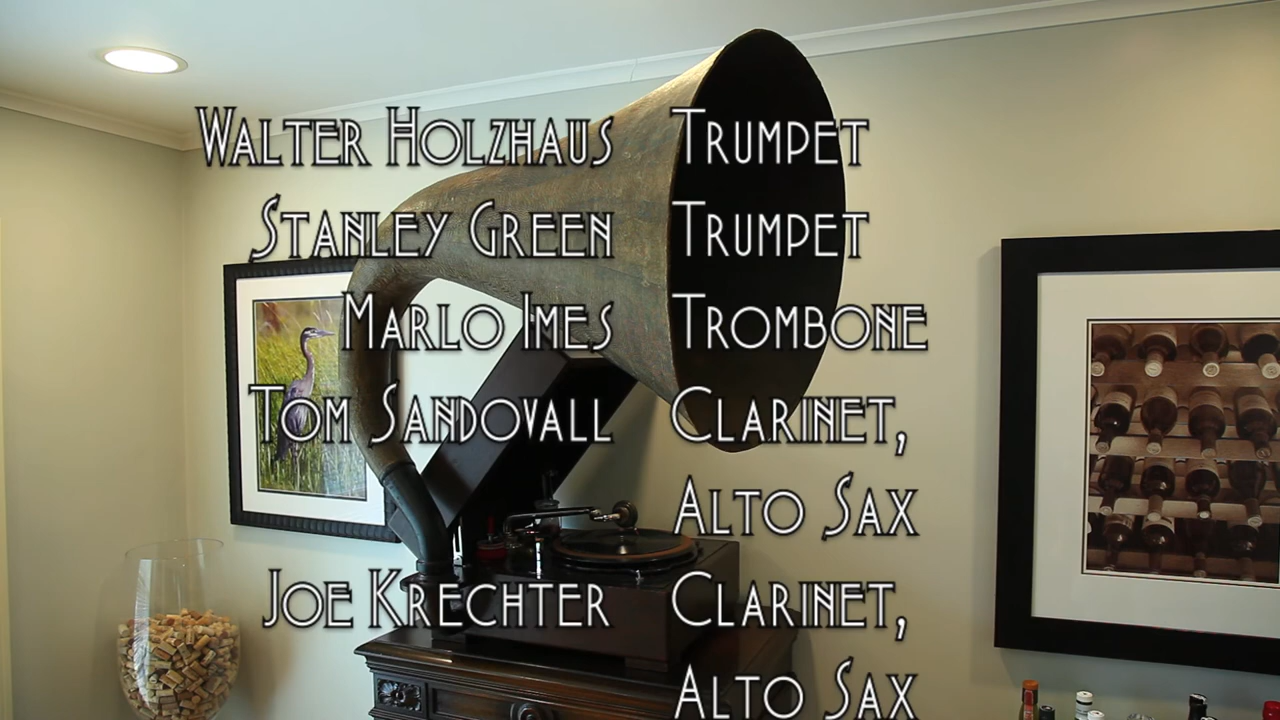 Walter Holzhaus Trumpet
Stanley Green Trumpet
Marlo Imes Trombone
Tom Sandovall Clarinet,
Alto Sax
Joe Krechter Clarinet,
Alto Sax